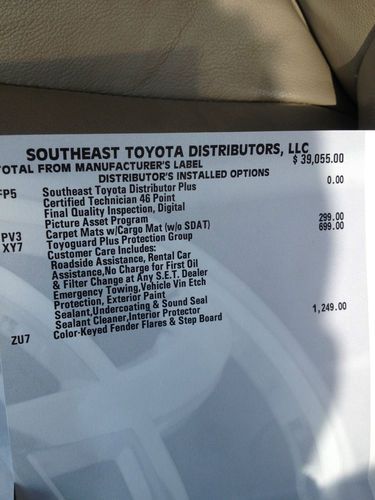 SOUTHEAST TOYOTA DISTRIBUTORS, LLC
TOTAL FROM MANUFACTURER'S LABEL $ 39,055.00
DISTRIBUTOR'S INSTALLED OPTIONS
FP5 Southeast Toyota Distributor Plus 0.00
Certified Technician 46 Point
Final Quality Inspection, Digital
Picture Asset Program
PV3 Carpet Mats w/Cargo Mat (w/o SDAT) 299.00
XY7 Toyoguard Plus Protection Group 699.00
Customer Care Includes:
Roadside Assistance, Rental Car
Assistance,No Charge for First Oil
& Filter Change at Any S.E.T. Dealer
Emergency Towing,Vehicle Vin Etch
Protection, Exterior Paint
Sealant,Undercoating & Sound Seal
Sealant Cleaner,Interior Protector
ZU7 Color-Keyed Fender Flares & Step Board 1,249.00